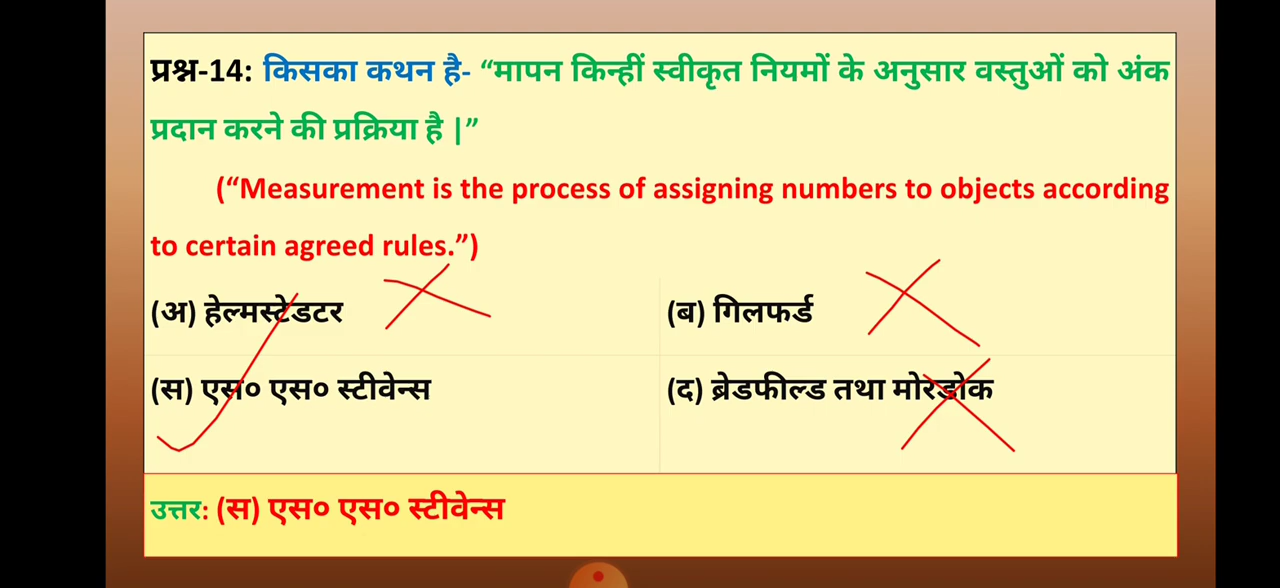 प्रश्न-14: किसका कथन है- “मापन किन्हीं स्वीकृत नियमों के अनुसार वस्तुओं को अंक
प्रदान करने की प्रक्रिया है |”
(“Measurement is the process of assigning numbers to objects according
to certain agreed rules.”)
(अ) हेल्मस्टेडटर (ब) गिलफर्ड
(स) एस० एस० स्टीवेन्स (द) ब्रेडफील्ड तथा मोरडोक
उत्तर: (स) एस० एस० स्टीवेन्स